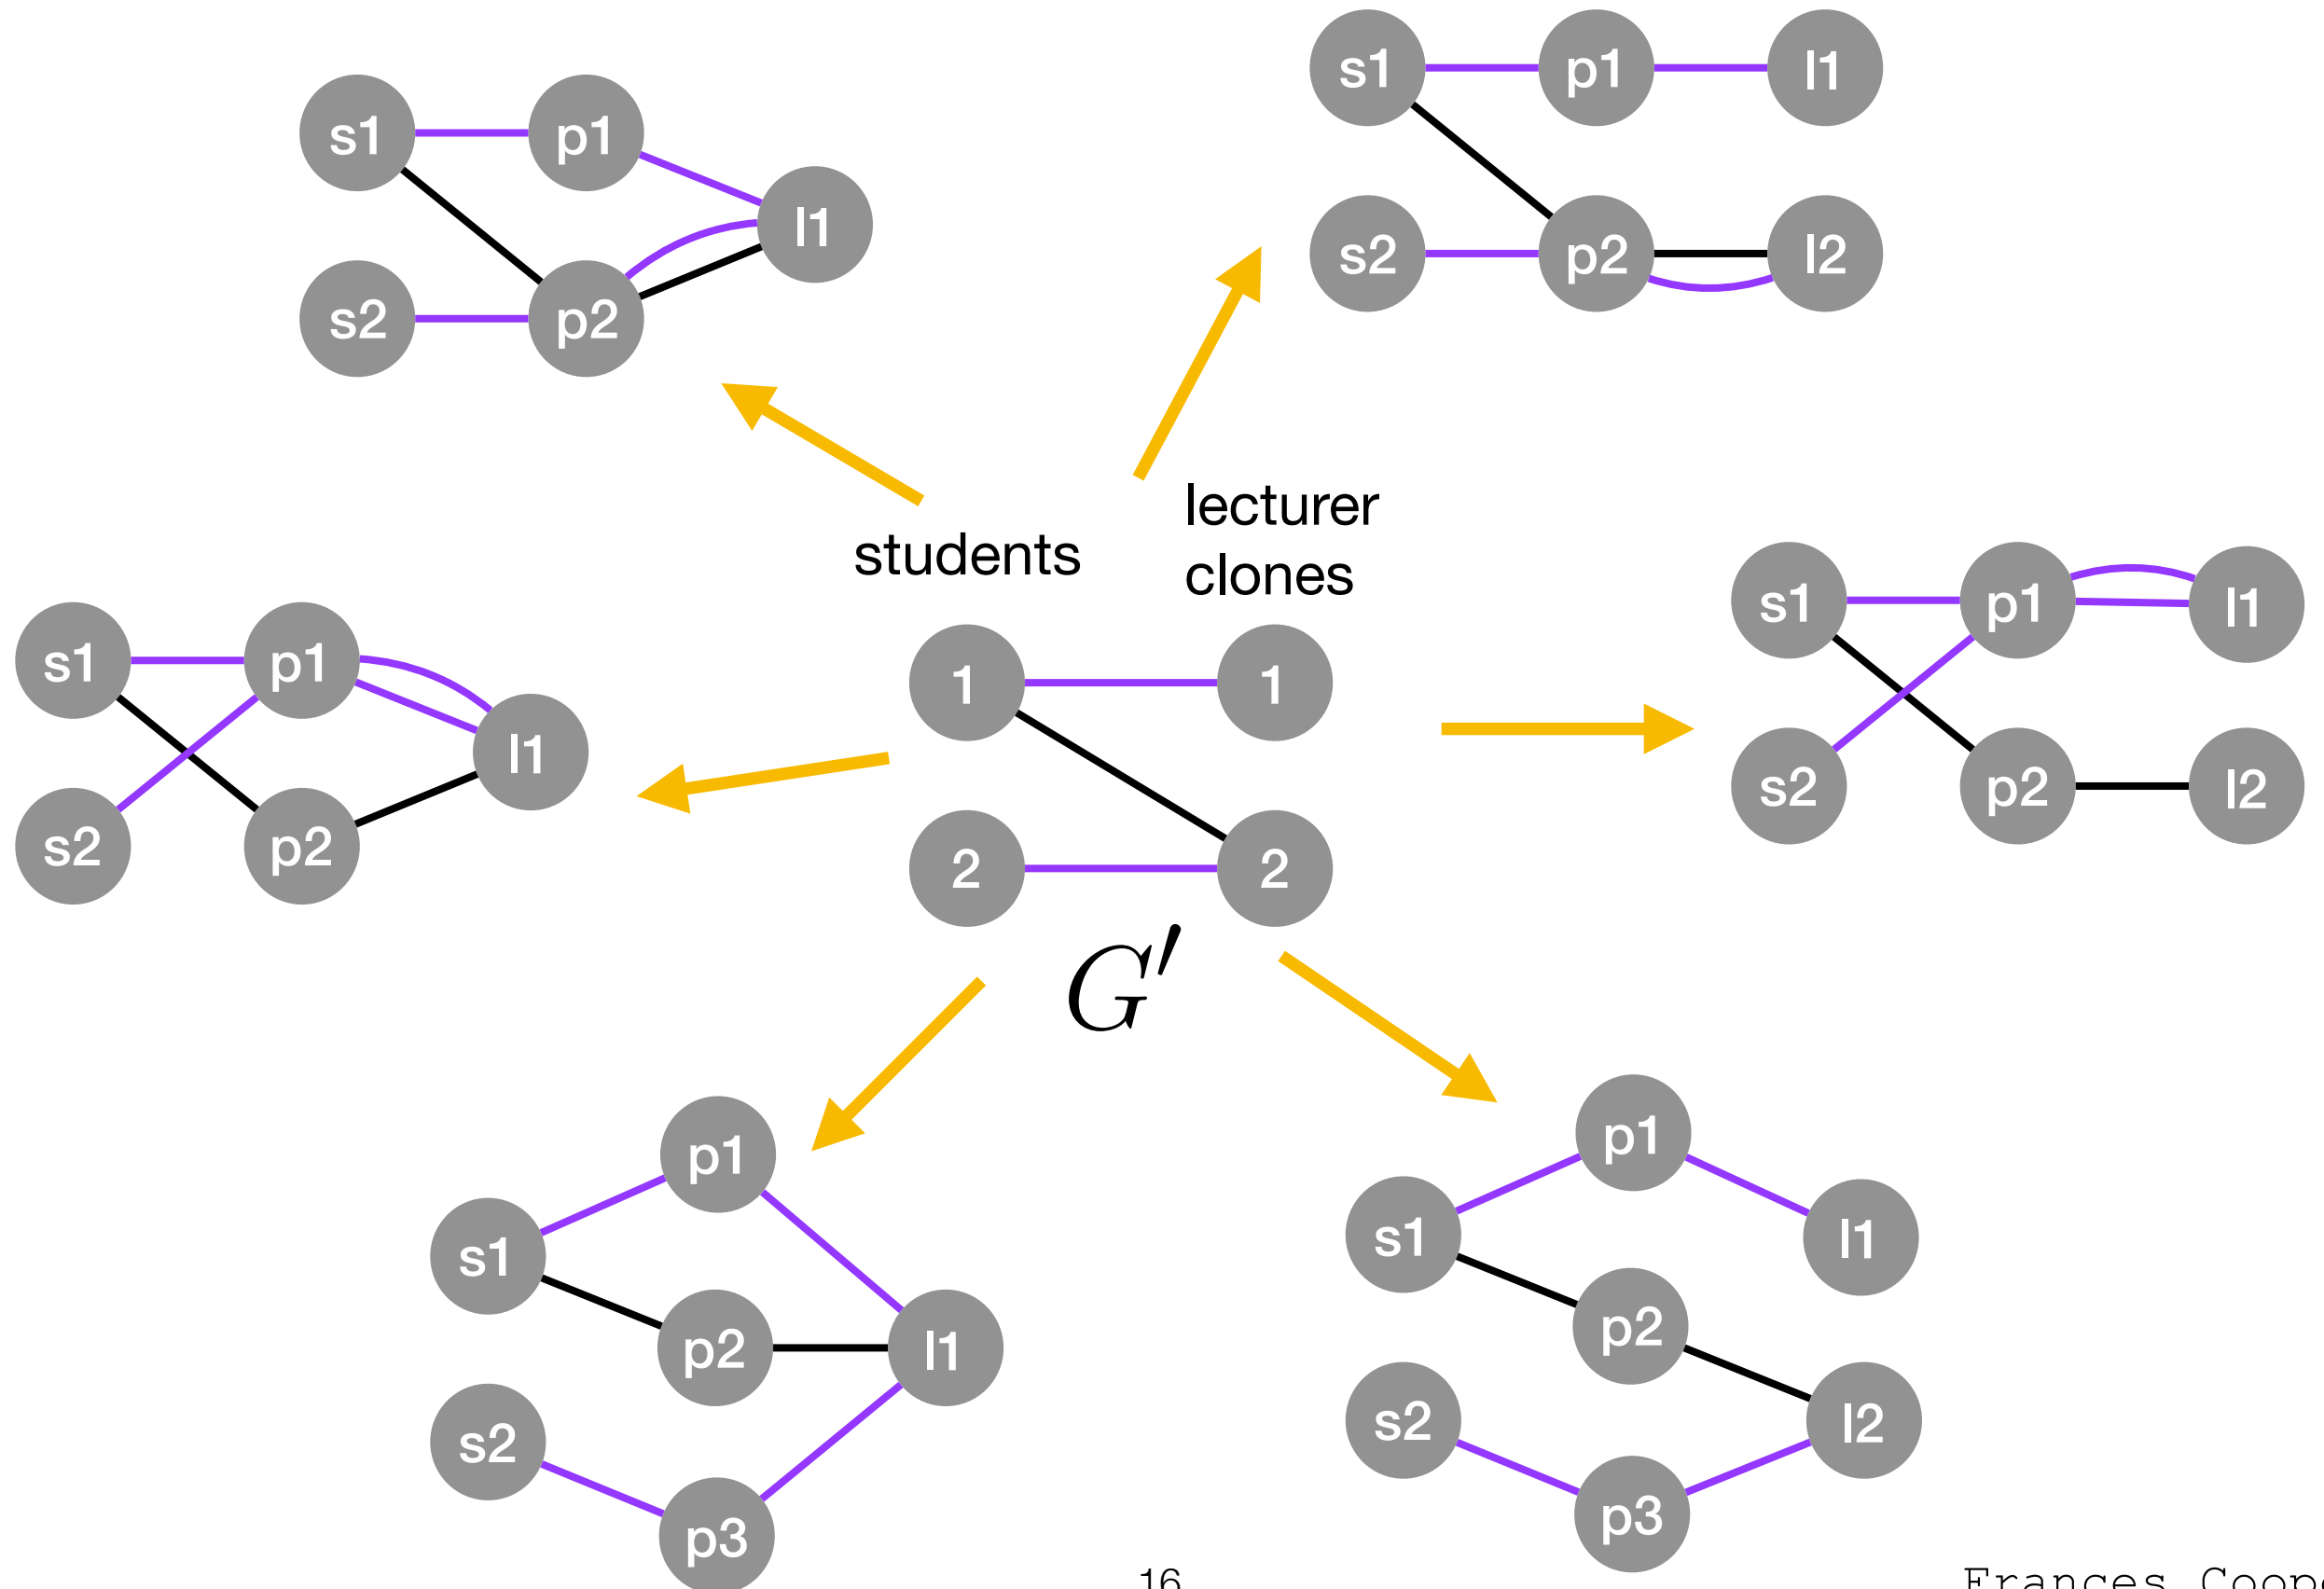 s1 p1 l1
s2 p2
s1 p1 l1
s2 p2 l2
students
lecturer
clones
s1 p1 l1
s2 p2
1 1
2 2
G′
s1 p1 l1
s2 p2 l2
p1
s1
p2 l1
s2
p3
p1
s1 l1
p2
s2 l2
p3
16
Frances